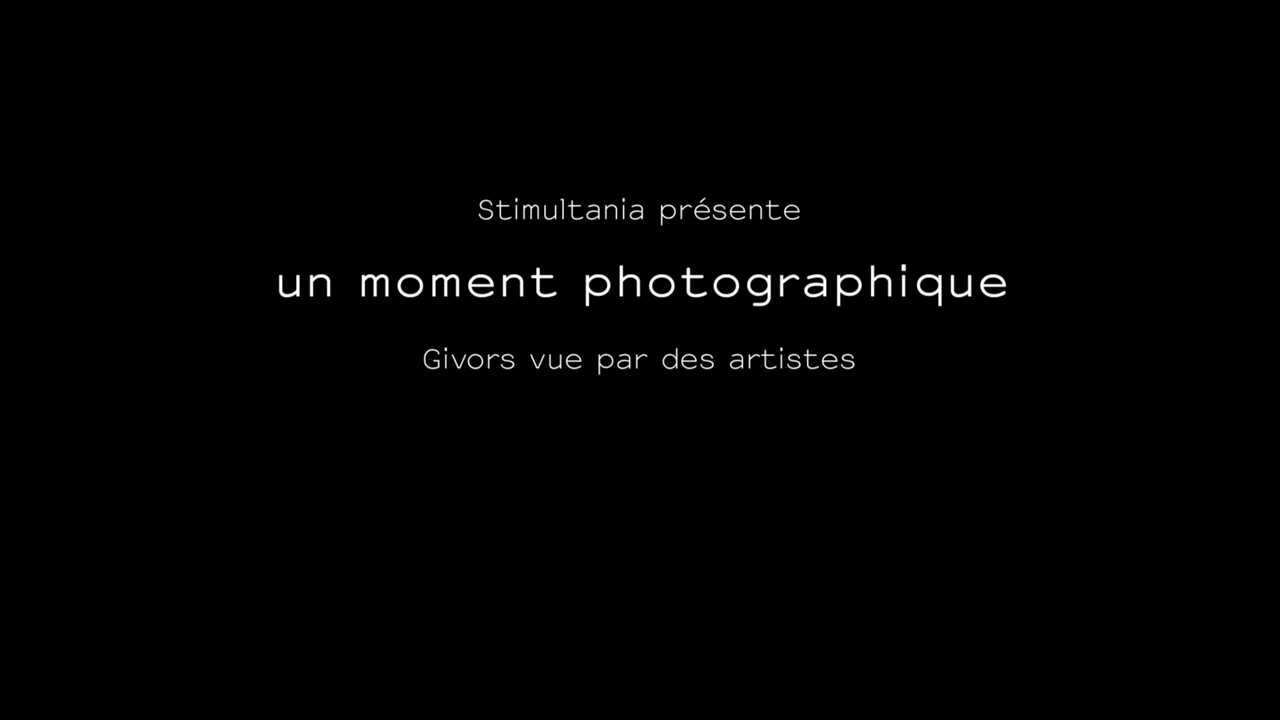 Stimultania présente
un moment photographique
Givors vue par des artistes